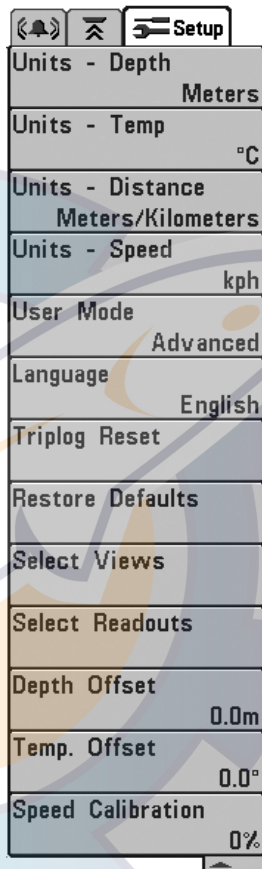 Setup
Units - Depth
Meters
Units - Temp
°C
Units - Distance
Meters/Kilometers
Units - Speed
kph
User Mode
Advanced
Language
English
Triplog Reset
Restore Defaults
Select Views
Select Readouts
Depth Offset
0.0m
Temp. Offset
0.0°
Speed Calibration
0%